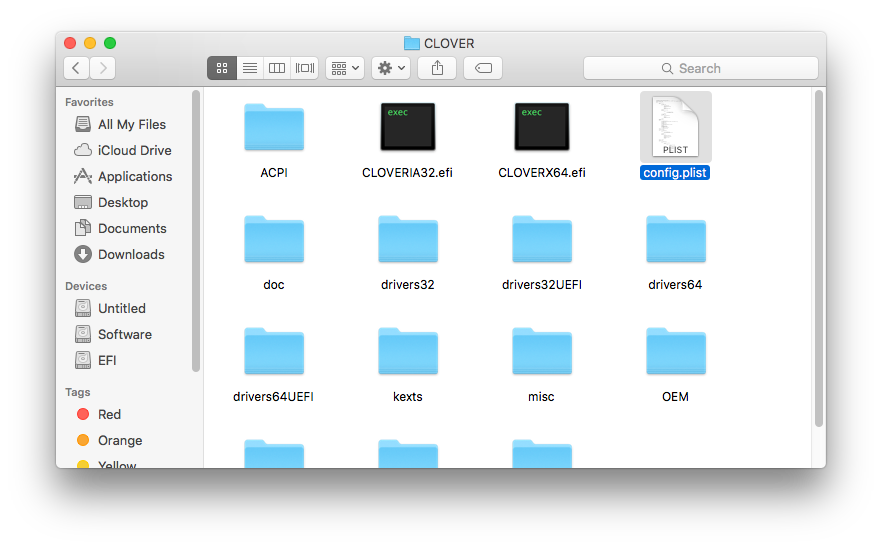 CLOVER
Search
Favorites
All My Files
iCloud Drive
Applications
Desktop
Documents
Downloads
Devices
Untitled
Software
EFI
Tags
Red
Orange
Yellow
exec
exec
PLIST
ACPI
CLOVERIA32.efi
CLOVERX64.efi
config.plist
doc
drivers32
drivers32UEFI
drivers64
drivers64UEFI
kexts
misc
OEM